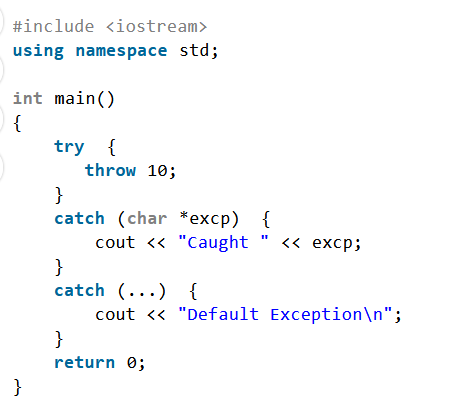 #include <iostream>
using namespace std;
int main()
{
try {
throw 10;
}
catch (char *excp) {
cout << "Caught " << excp;
}
catch (...) {
cout << "Default Exception\n";
}
return 0;
}